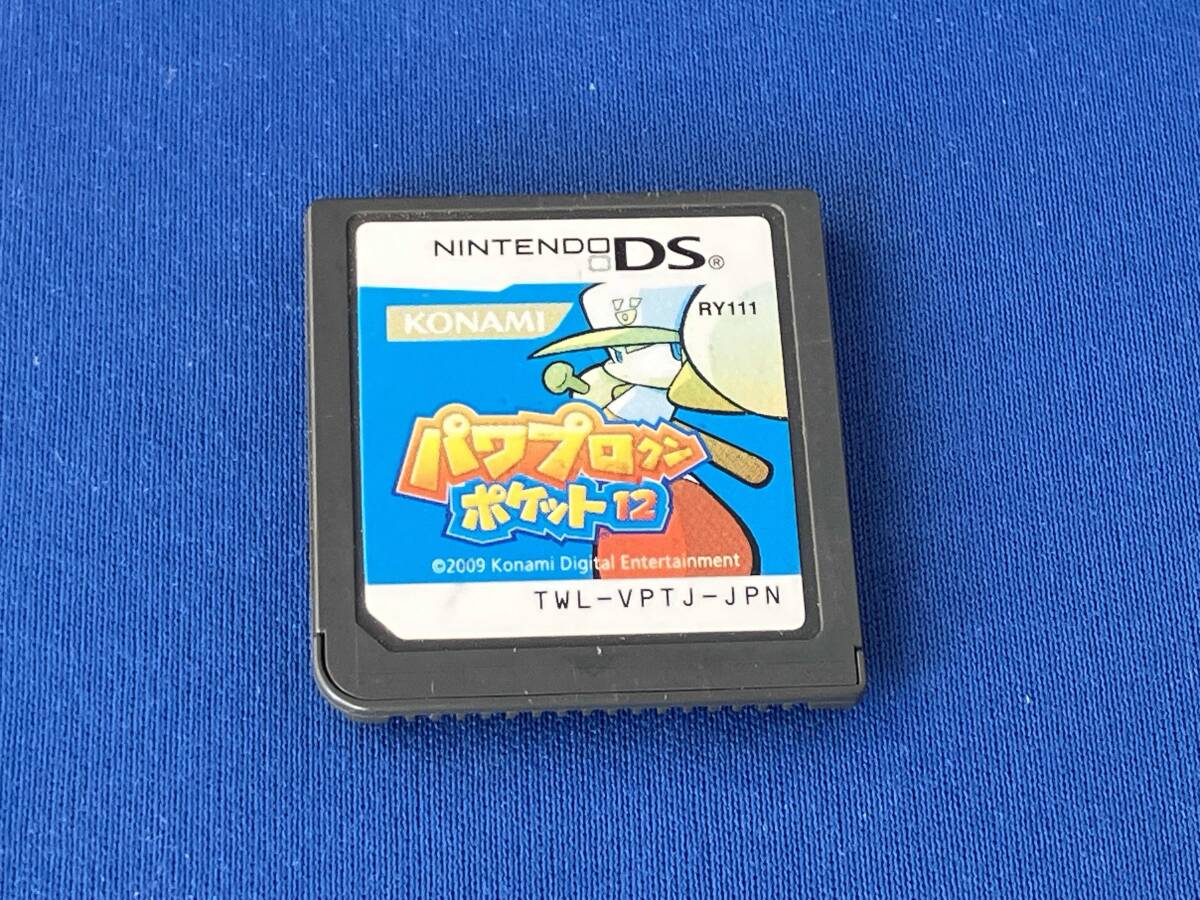 NINTENDO DS®
KONAMI
RY111
パワプロクン
ポケット12
©2009 Konami Digital Entertainment
TWL-VPTJ-JPN